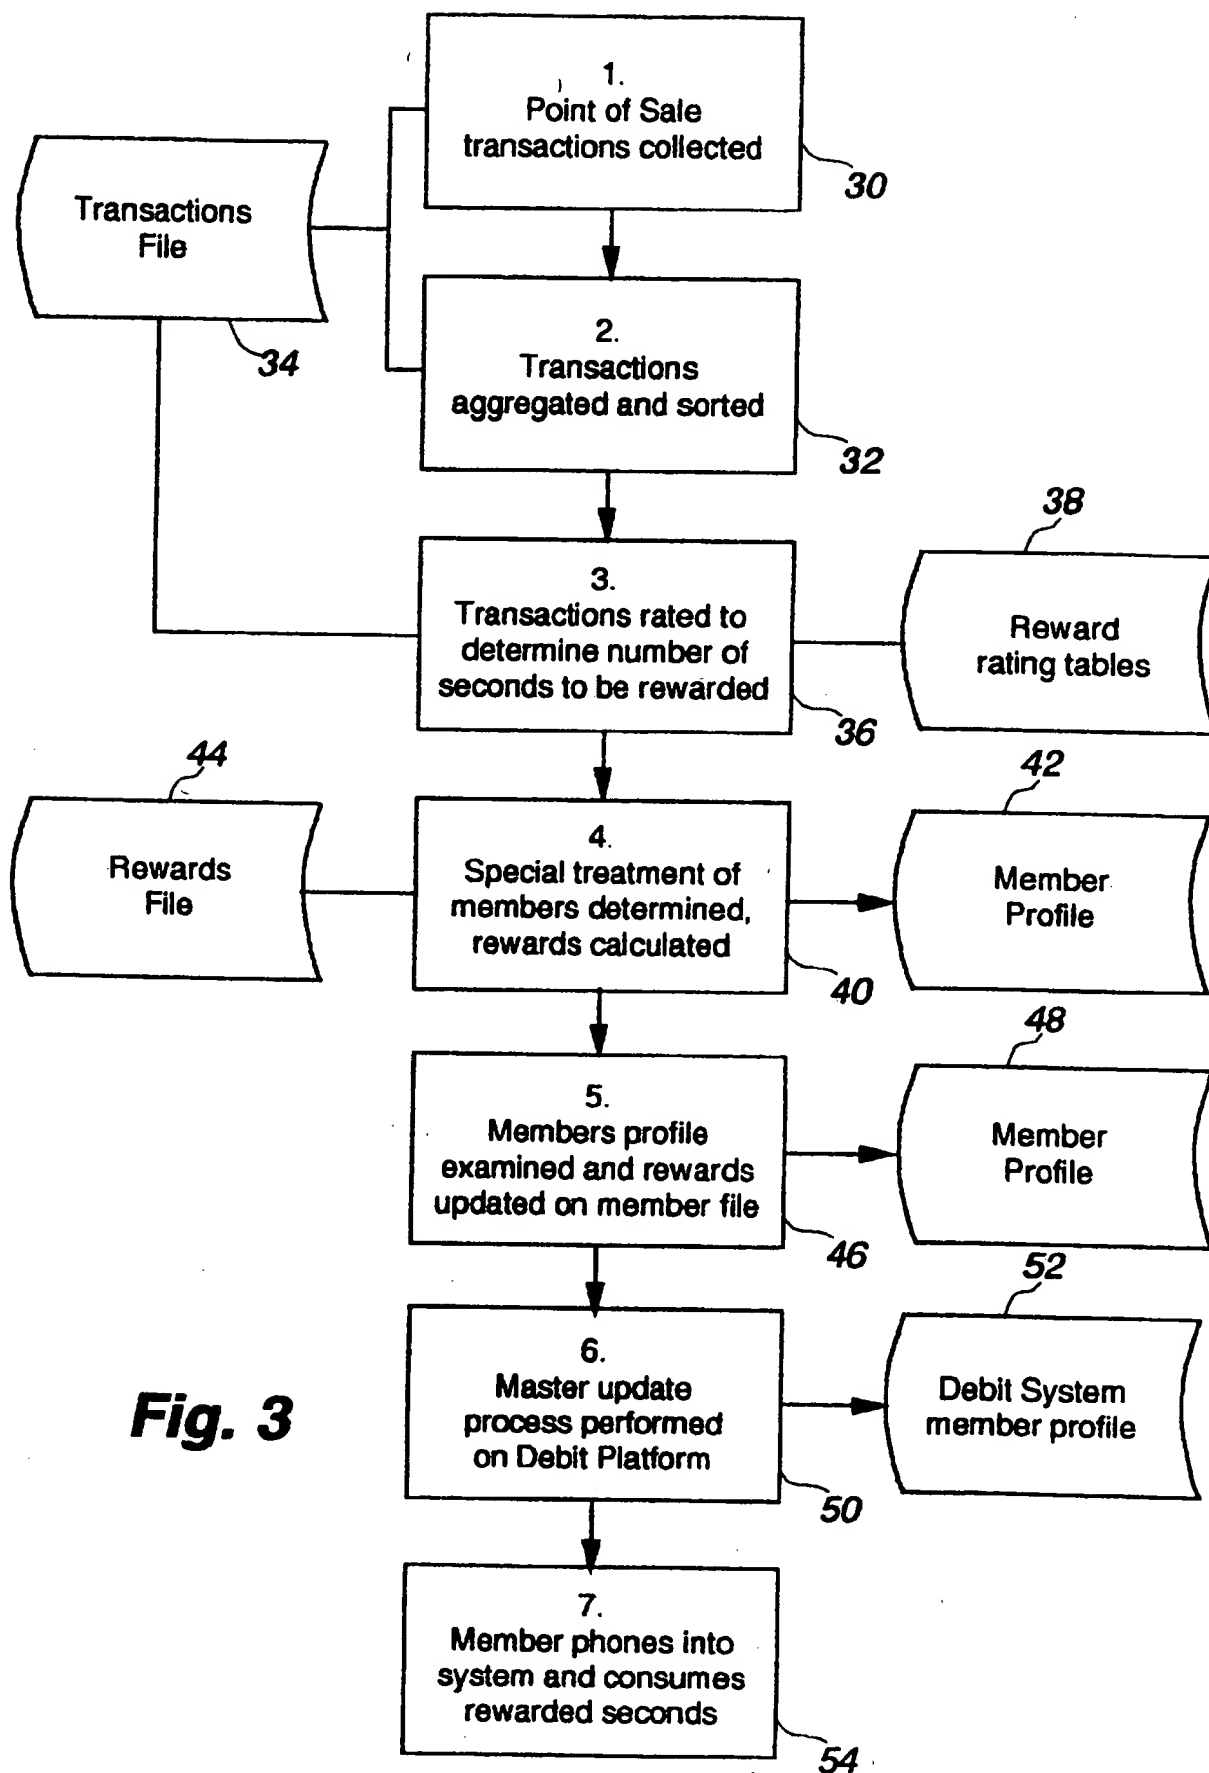 1.
Point of Sale
transactions collected
30
Transactions
File
34
2.
Transactions
aggregated and sorted
32
38
3.
Transactions rated to
determine number of
seconds to be rewarded
36
Reward
rating tables
44
42
Rewards
File
4.
Special treatment of
members determined,
rewards calculated
40
Member
Profile
48
5.
Members profile
examined and rewards
updated on member file
46
Member
Profile
52
6.
Master update
process performed
on Debit Platform
50
Debit System
member profile
Fig. 3
7.
Member phones into
system and consumes
rewarded seconds
54